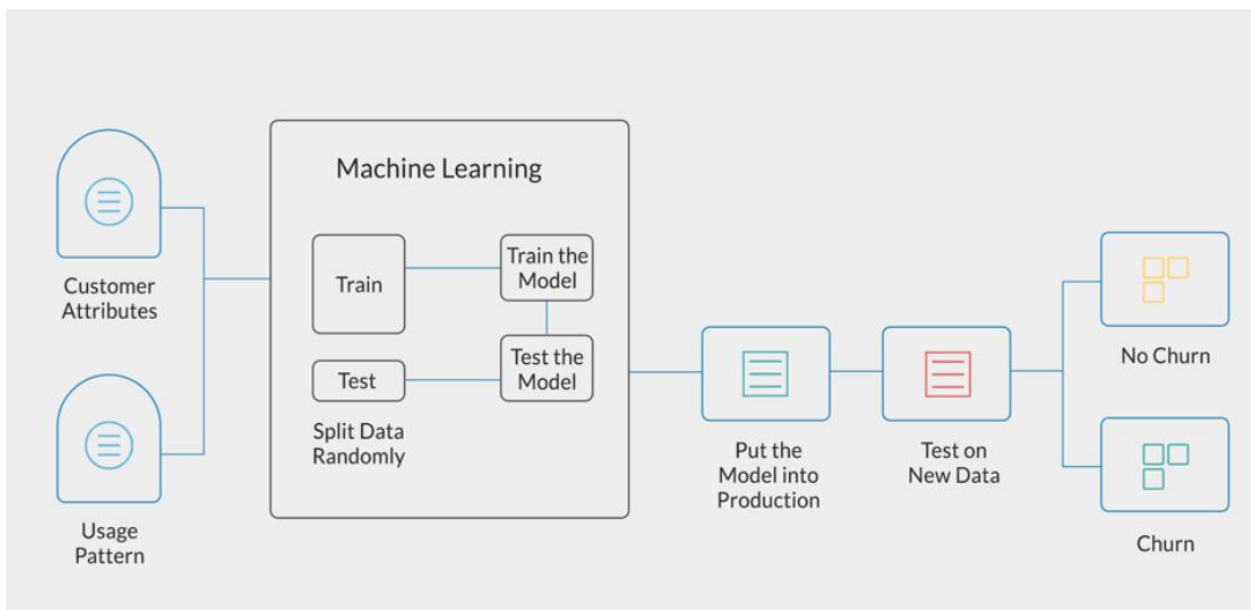 Customer
Attributes
Usage
Pattern
Machine Learning
Train
Train the
Model
Test
Test the
Model
Split Data
Randomly
Put the
Model into
Production
Test on
New Data
No Churn
Churn